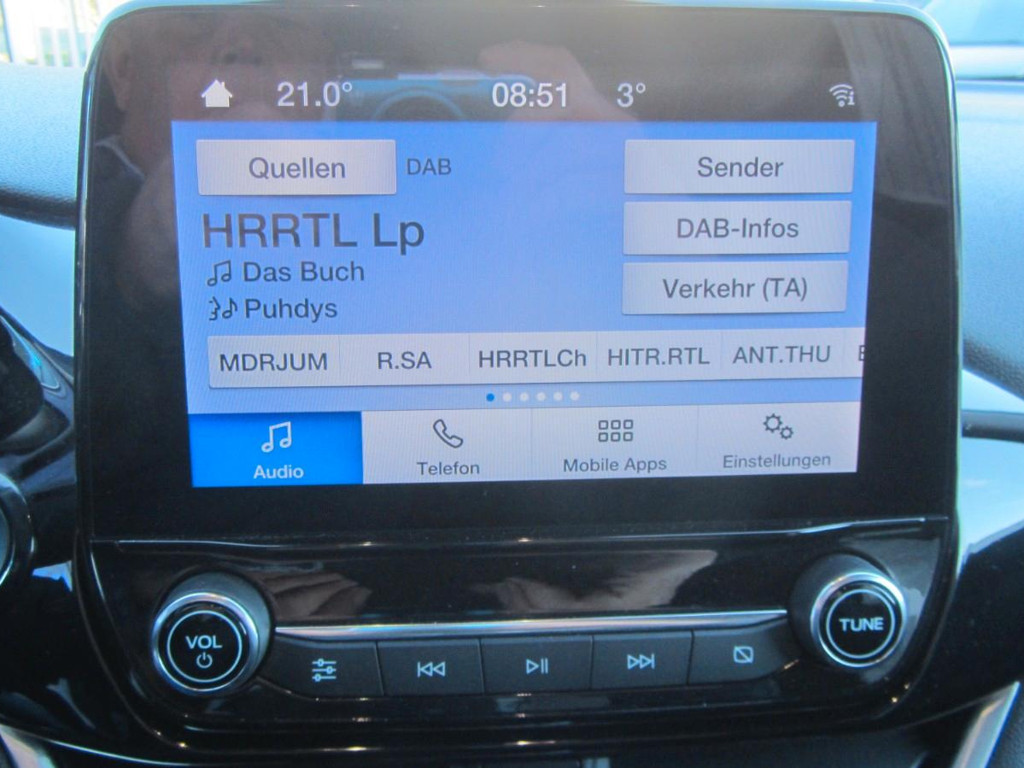 21.0° 08:51 3°
Quellen DAB Sender
HRRTL Lp DAB-Infos
Das Buch
Puhdys Verkehr (TA)
MDRJUM R.SA HRRTLCh HITR.RTL ANT.THU
Audio Telefon Mobile Apps Einstellungen
VOL TUNE